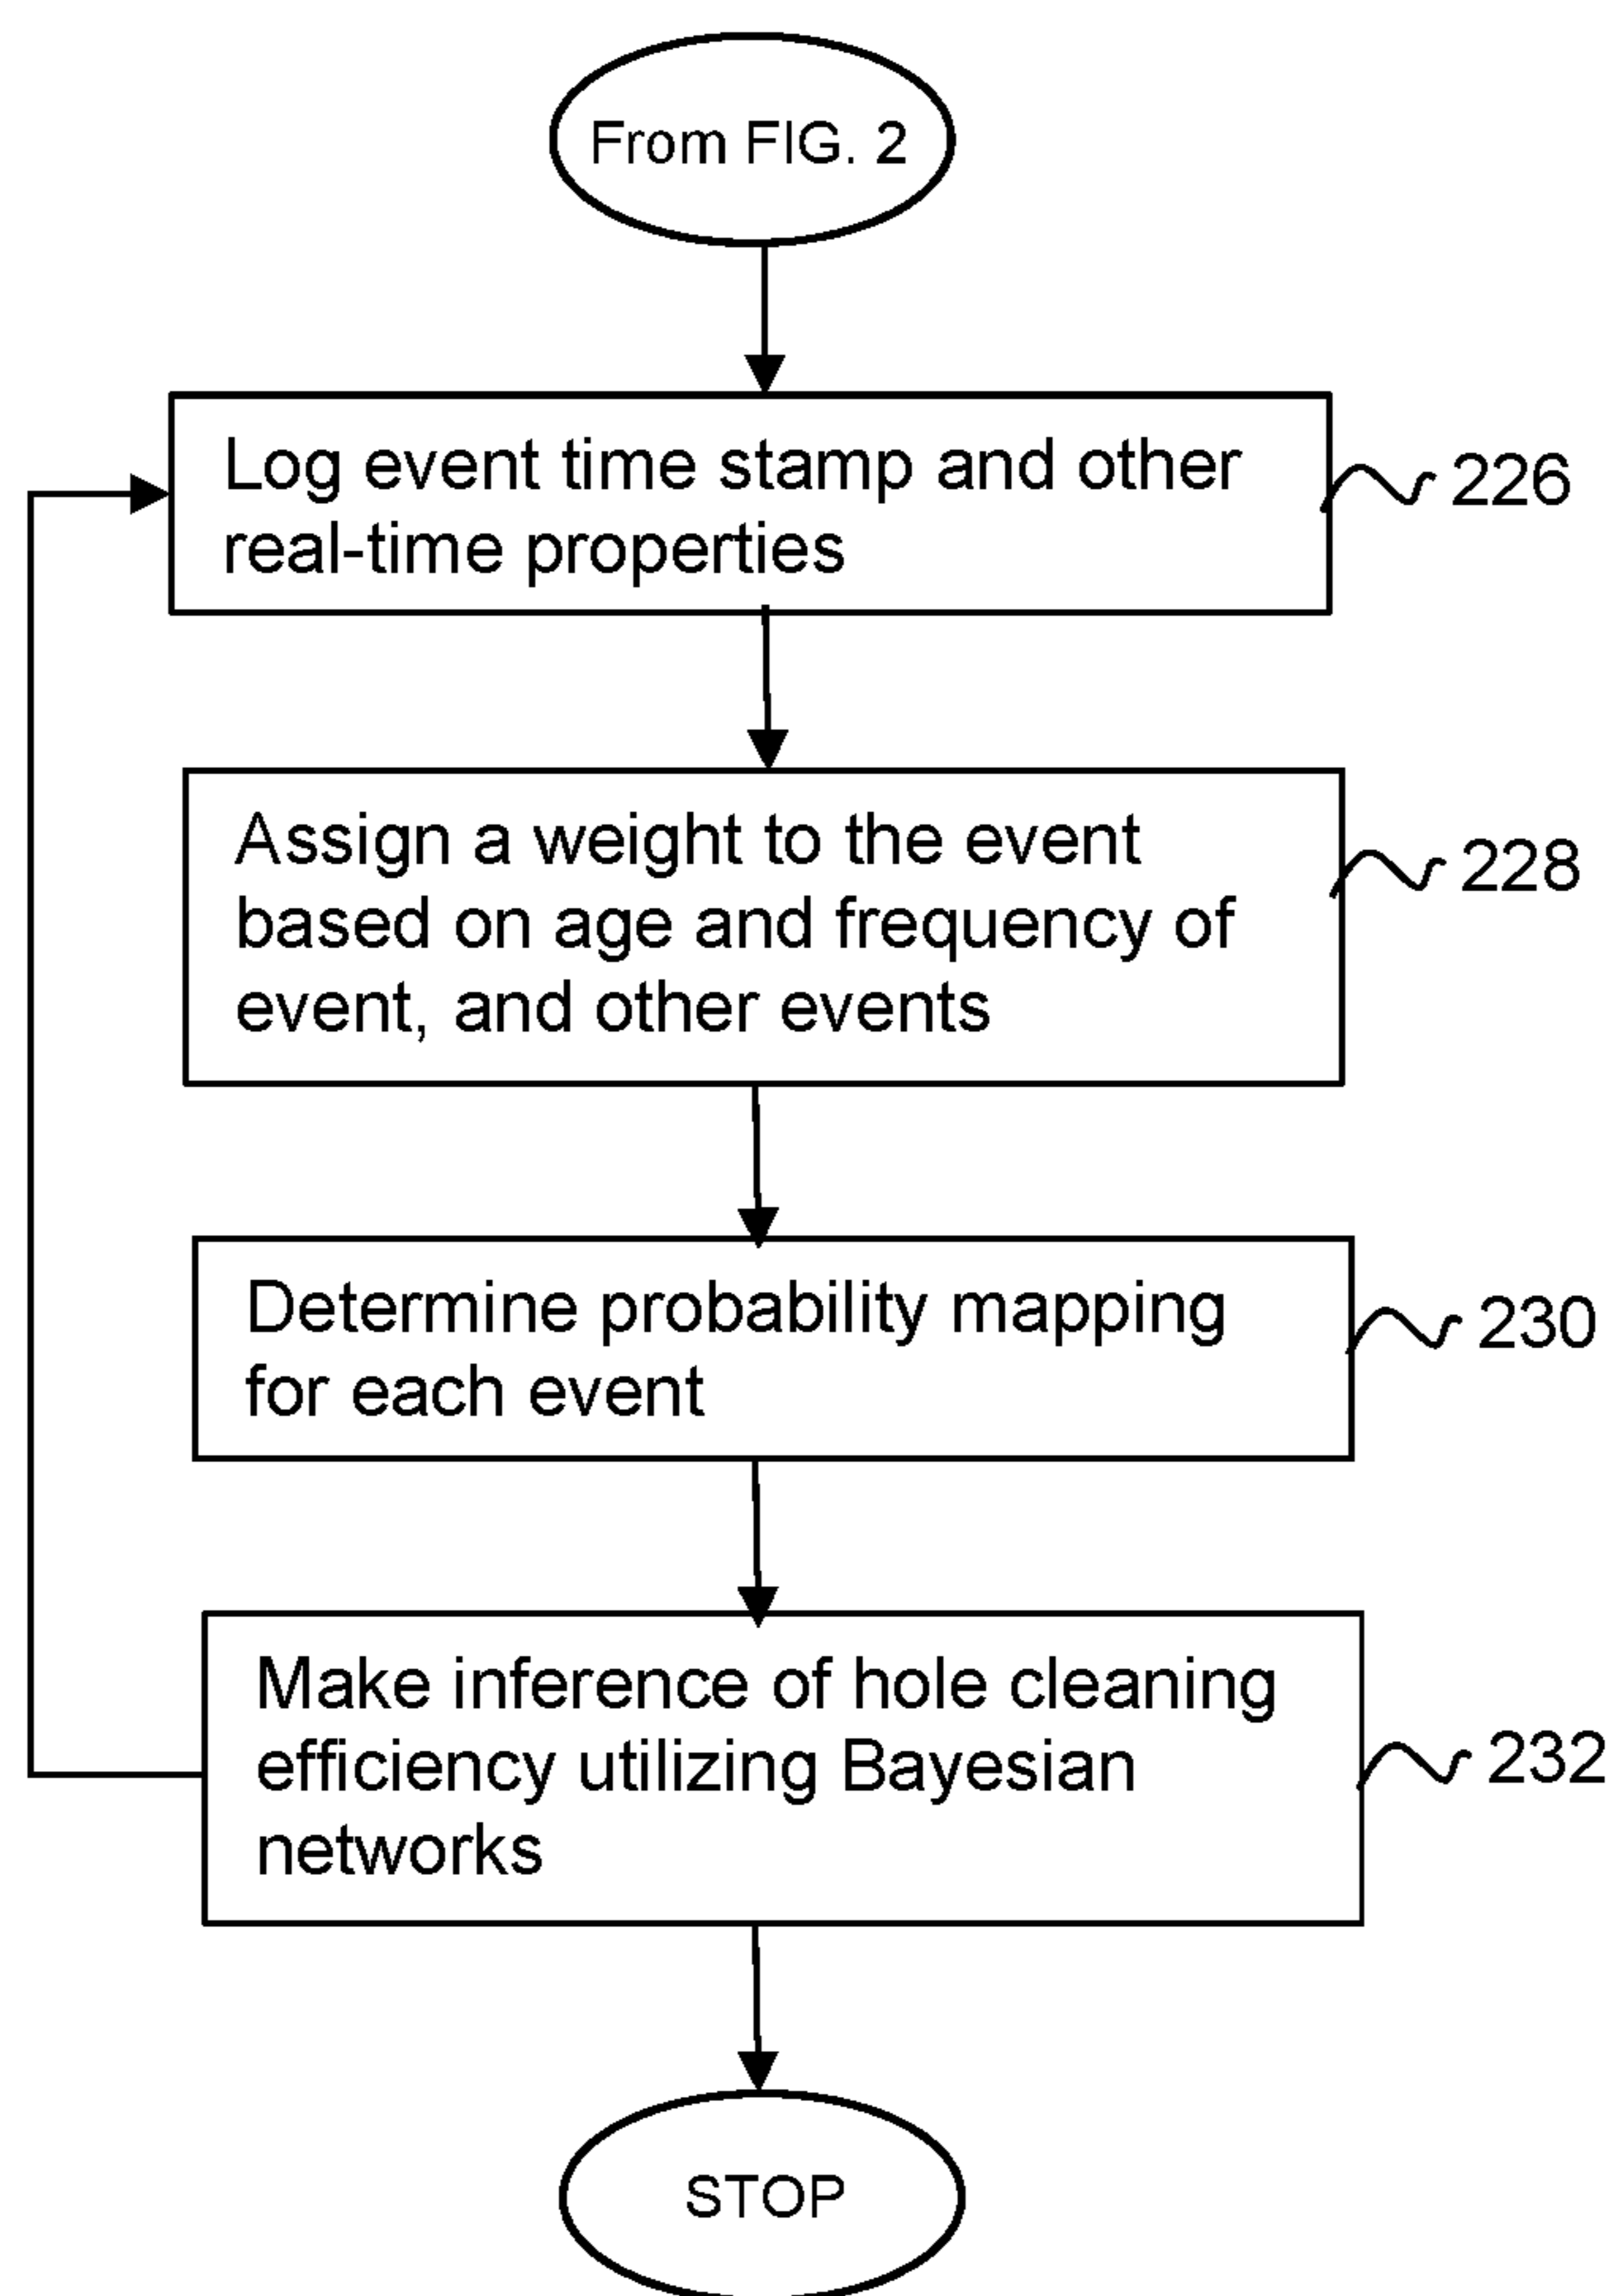 From FIG. 2
Log event time stamp and other
real-time properties
226
Assign a weight to the event
based on age and frequency of
event, and other events
228
Determine probability mapping
for each event
230
Make inference of hole cleaning
efficiency utilizing Bayesian
networks
232
STOP